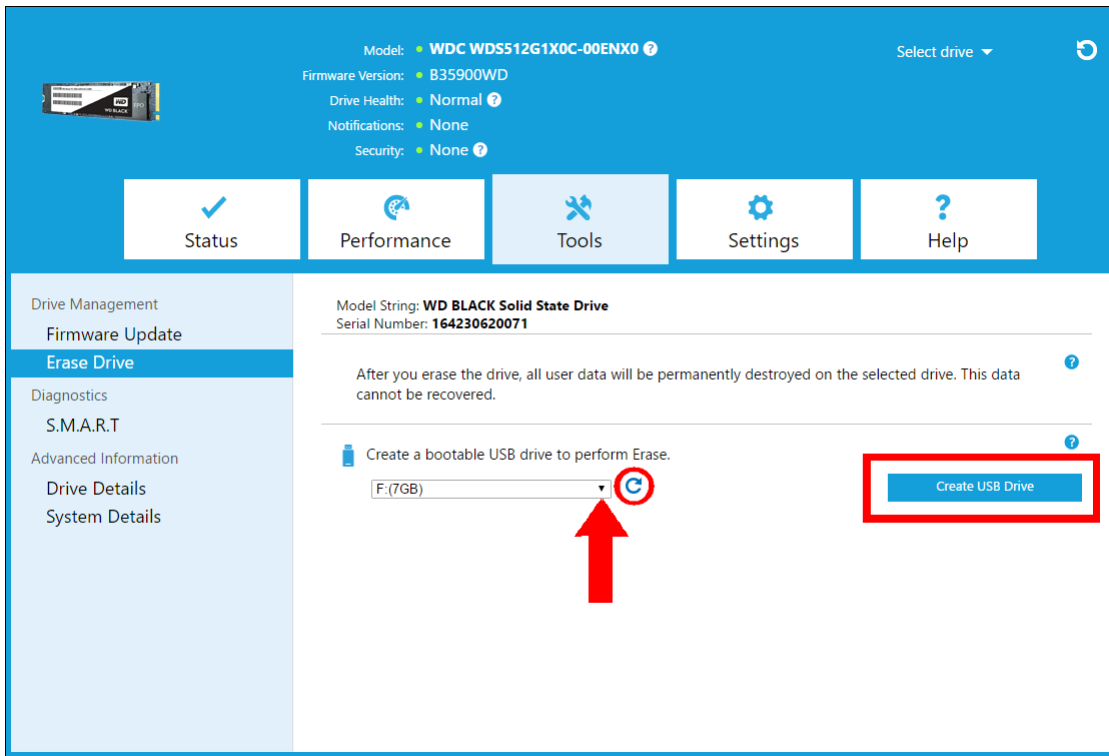 Model: WDC WDS512G1X0C-00ENX0 ?
Select drive
Firmware Version: B35900WD
Drive Health: Normal ?
Notifications: None
Security: None ?
WD
WD BLACK
Status
Performance
Tools
Settings
? Help
Drive Management
Firmware Update
Erase Drive
Diagnostics
S.M.A.R.T
Advanced Information
Drive Details
System Details
Model String: WD BLACK Solid State Drive
Serial Number: 164230620071
After you erase the drive, all user data will be permanently destroyed on the selected drive. This data ?
cannot be recovered.
?
Create a bootable USB drive to perform Erase.
F:(7GB)
Create USB Drive